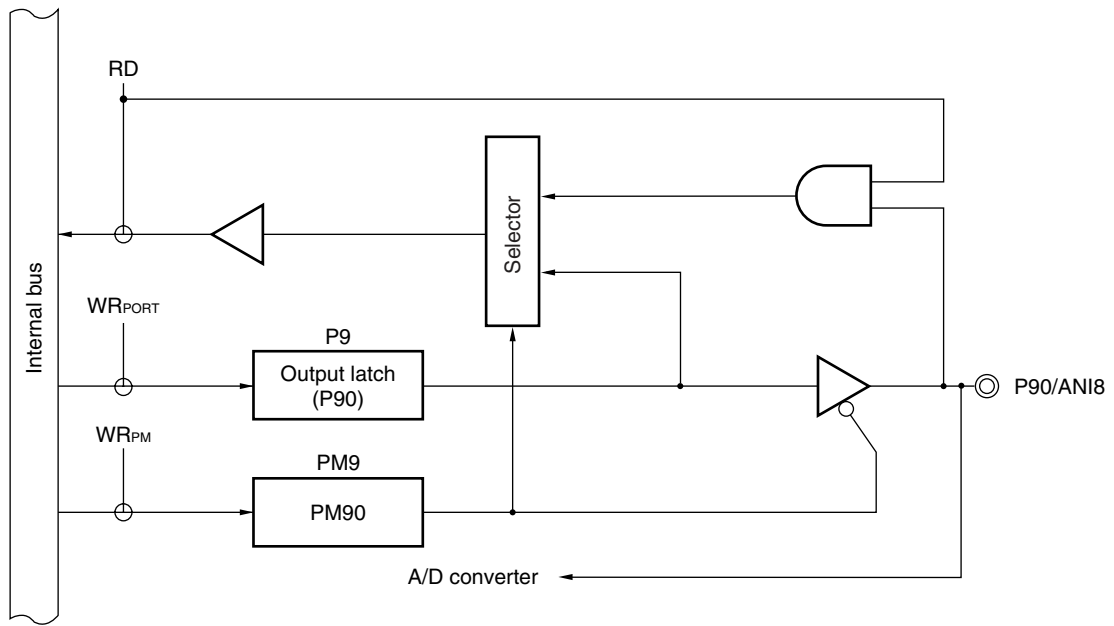 RD
Selector
Internal bus
WRPORT
P9
Output latch
(P90)
P90/ANI8
WRPM
PM9
PM90
A/D converter